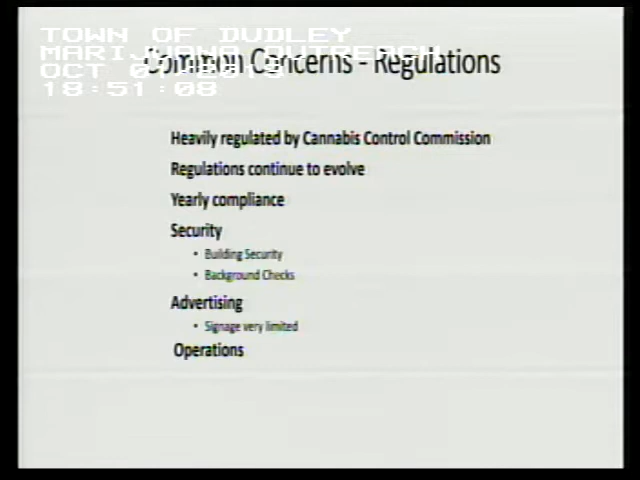 TOWN OF DUDLEY
MARIJUANA OUTREACH
Common Concerns - Regulations
18:51:08
Heavily regulated by Cannabis Control Commission
Regulations continue to evolve
Yearly compliance
Security
• Building Security
• Background Checks
Advertising
• Signage very limited
Operations